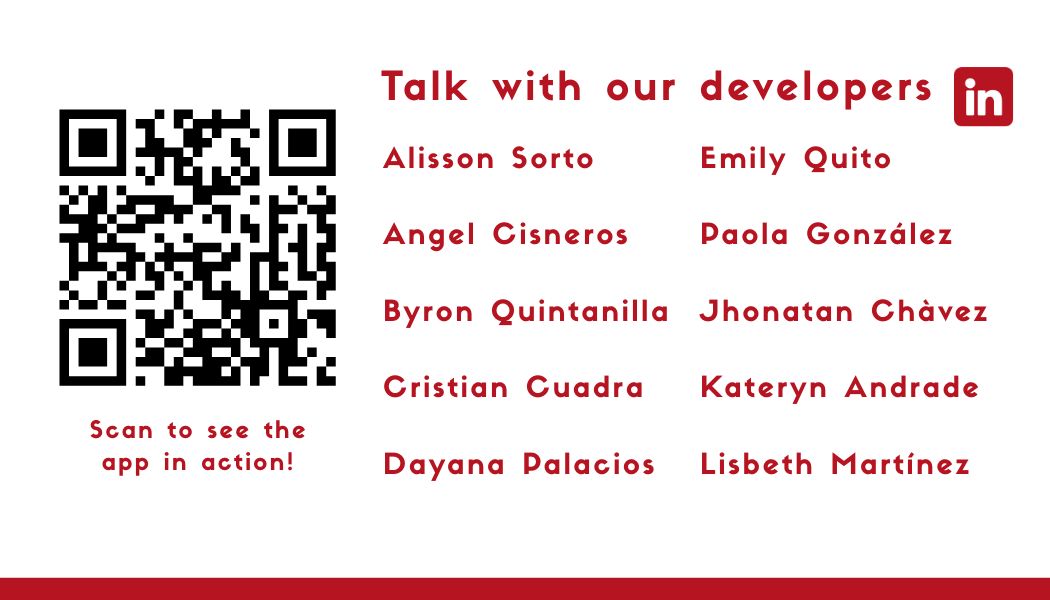 Talk with our developers in
Alisson Sorto
Angel Cisneros
Byron Quintanilla
Cristian Cuadra
Dayana Palacios
Emily Quito
Paola González
Jhonatan Chàvez
Kateryn Andrade
Lisbeth Martínez
Scan to see the
app in action!